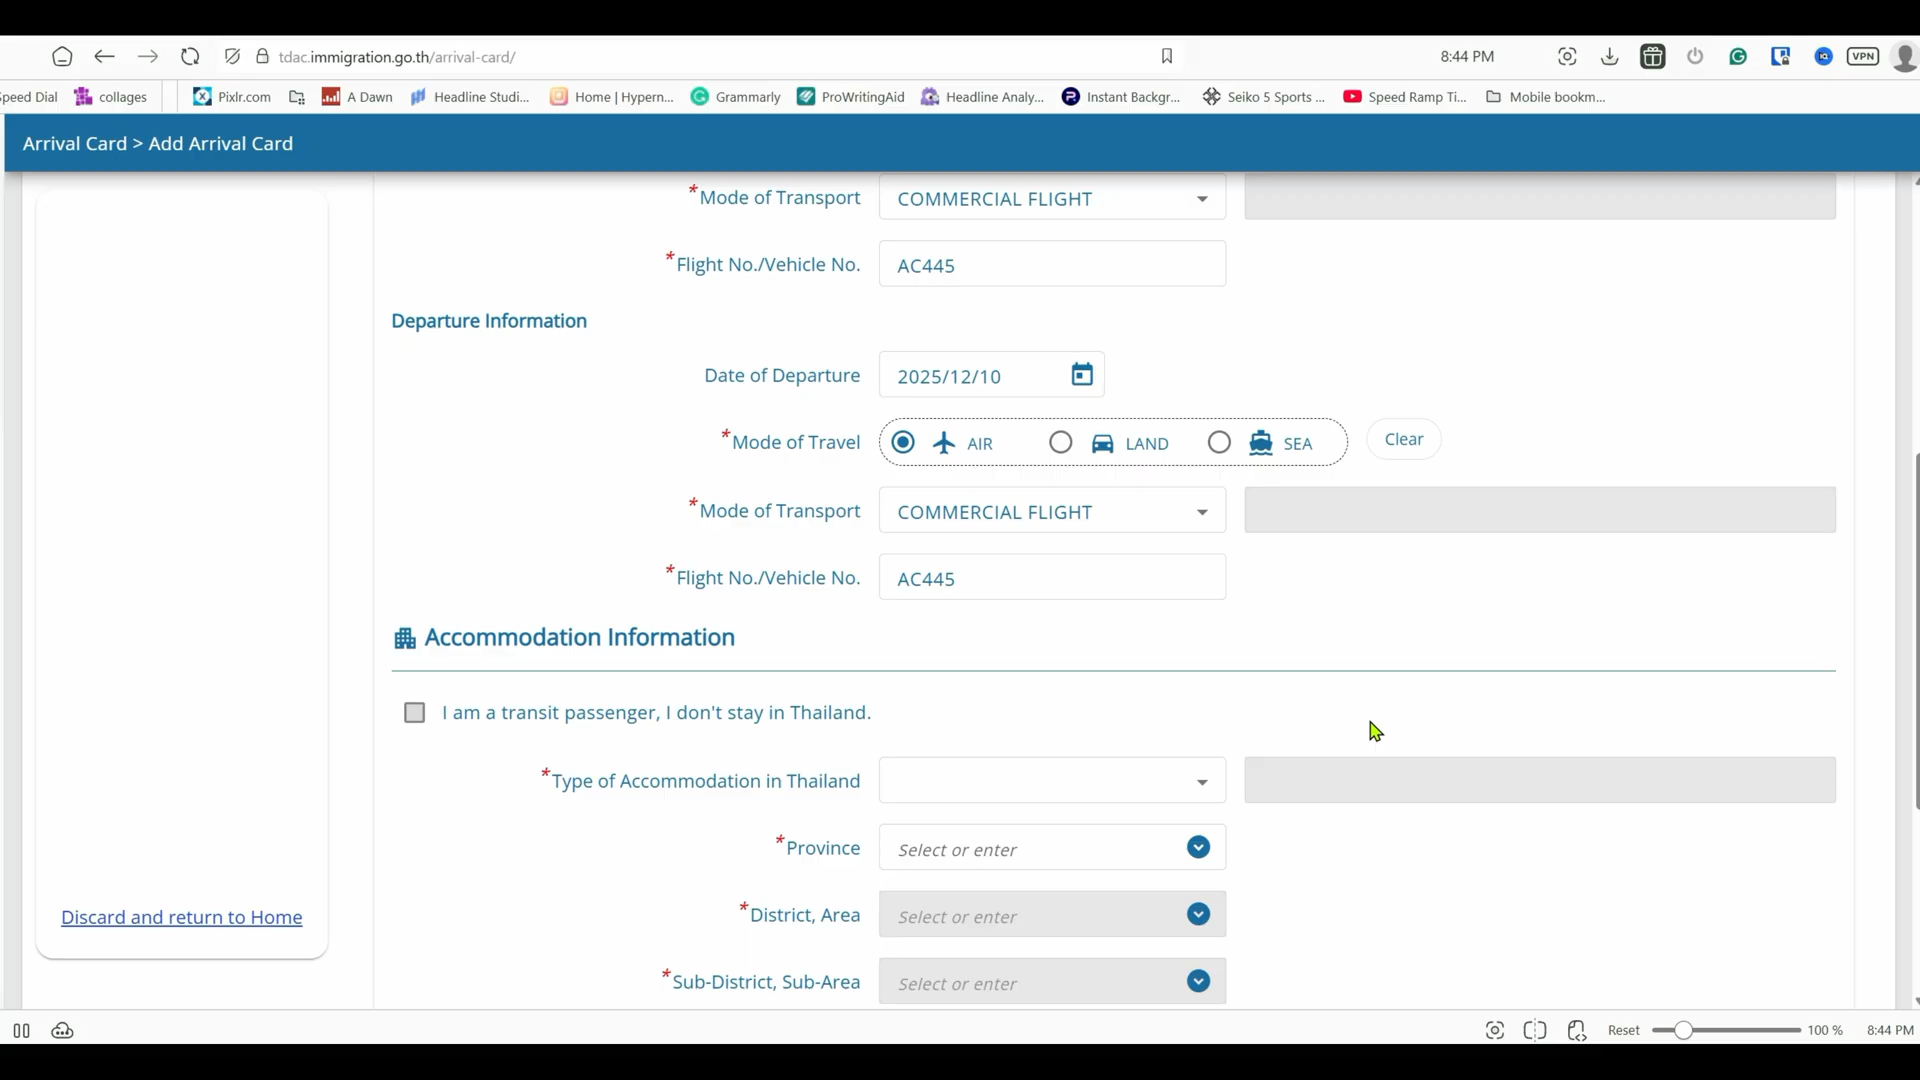 tdac.immigration.go.th/arrival-card/
8:44 PM
VPN
peed Dial
collages
Pixlr.com
A Dawn
Headline Studi...
Home | Hypern...
Grammarly
ProWritingAid
Headline Analy...
Instant Backgr...
Seiko 5 Sports ...
Speed Ramp Ti...
Mobile bookm...
Arrival Card > Add Arrival Card
*Mode of Transport
COMMERCIAL FLIGHT
*Flight No./Vehicle No.
AC445
Departure Information
Date of Departure
2025/12/10
*Mode of Travel
AIR
LAND
SEA
Clear
*Mode of Transport
COMMERCIAL FLIGHT
*Flight No./Vehicle No.
AC445
Accommodation Information
I am a transit passenger, I don't stay in Thailand.
*Type of Accommodation in Thailand
*Province
Select or enter
*District, Area
Select or enter
Discard and return to Home
*Sub-District, Sub-Area
Select or enter
Reset
100 %
8:44 PM